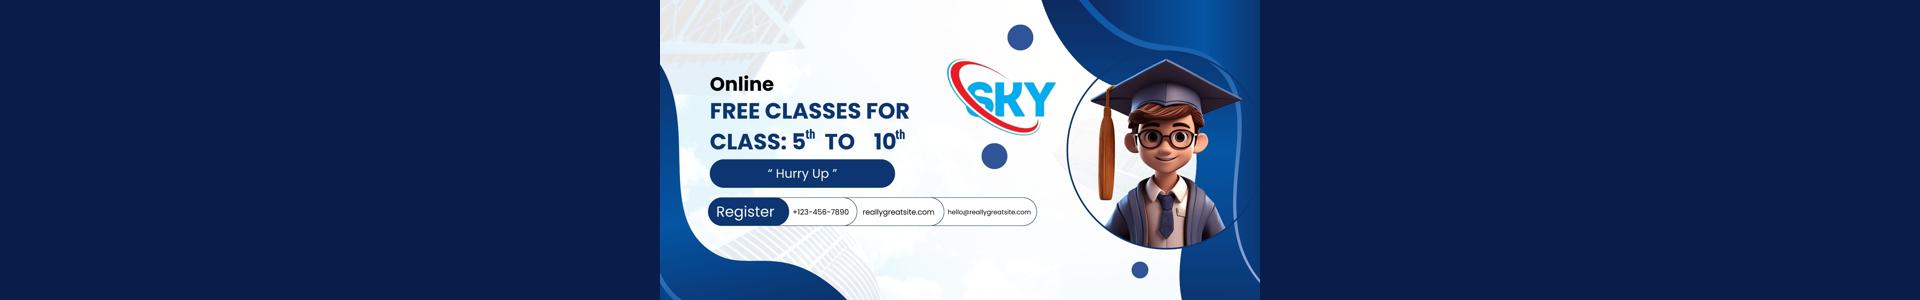 Online
FREE CLASSES FOR
CLASS: 5th TO 10th
“ Hurry Up ”
Register +123-456-7890 reallygreatsite.com hello@reallygreatsite.com
SKY